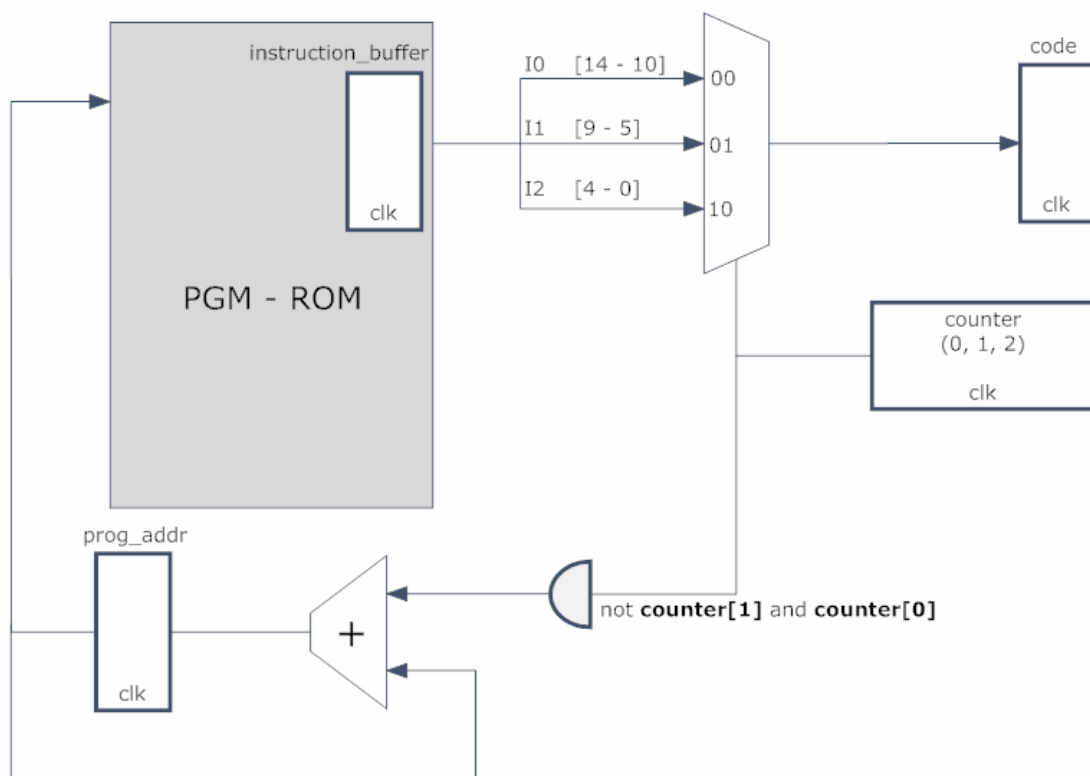 instruction_buffer
clk
PGM - ROM
I0 [14 - 10]
I1 [9 - 5]
I2 [4 - 0]
00
01
10
code
clk
counter
(0, 1, 2)
clk
prog_addr
clk
+
not counter[1] and counter[0]